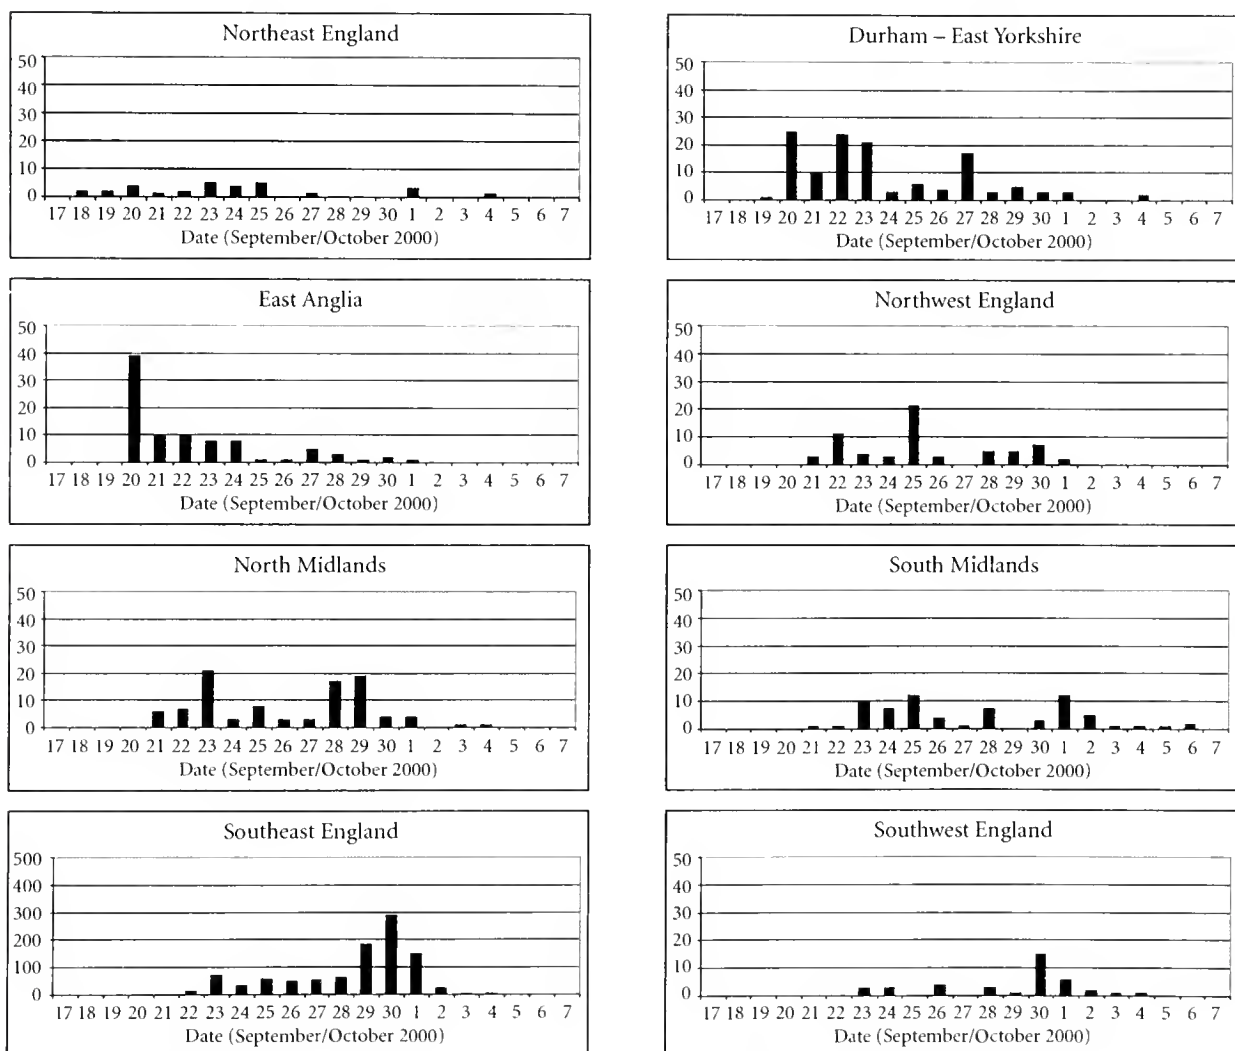 Northeast England
50
40
30
20
10
0
17 18 19 20 21 22 23 24 25 26 27 28 29 30 1 2 3 4 5 6 7
Date (September/October 2000)
Durham – East Yorkshire
50
40
30
20
10
0
17 18 19 20 21 22 23 24 25 26 27 28 29 30 1 2 3 4 5 6 7
Date (September/October 2000)
East Anglia
50
40
30
20
10
0
17 18 19 20 21 22 23 24 25 26 27 28 29 30 1 2 3 4 5 6 7
Date (September/October 2000)
Northwest England
50
40
30
20
10
0
17 18 19 20 21 22 23 24 25 26 27 28 29 30 1 2 3 4 5 6 7
Date (September/October 2000)
North Midlands
50
40
30
20
10
0
17 18 19 20 21 22 23 24 25 26 27 28 29 30 1 2 3 4 5 6 7
Date (September/October 2000)
South Midlands
50
40
30
20
10
0
17 18 19 20 21 22 23 24 25 26 27 28 29 30 1 2 3 4 5 6 7
Date (September/October 2000)
Southeast England
500
400
300
200
100
0
17 18 19 20 21 22 23 24 25 26 27 28 29 30 1 2 3 4 5 6 7
Date (September/October 2000)
Southwest England
50
40
30
20
10
0
17 18 19 20 21 22 23 24 25 26 27 28 29 30 1 2 3 4 5 6 7
Date (September/October 2000)